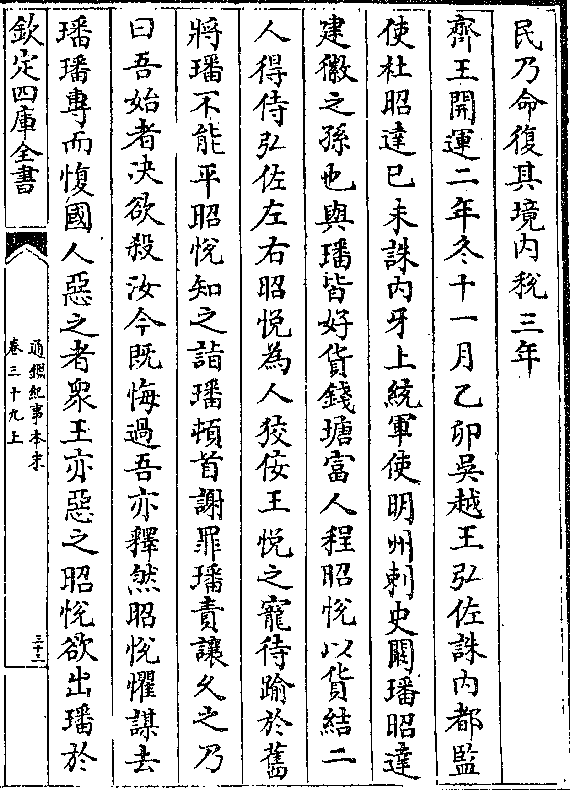 民乃命復其境内稅三年
齊王開運二年冬十一月乙卯吳越王弘佐誅内都監
使杜昭達已未誅内牙上統軍使明州刺史闞璠昭達
建徽之孫也與璠皆好貨錢塘富人程昭悅以貨結二
人得侍弘佐左右昭悅為人狡佞王悅之寵待踰於舊
將璠不能平昭悅知之詣璠頓首謝罪璠責讓久之乃
曰吾始者決欲殺汝今既悔過吾亦釋然昭悅懼謀去
璠璠專而愎國人惡之者衆王亦惡之昭悅欲出璠於
欽定四庫全書
通鑑紀事本末
卷三十九上
三十二